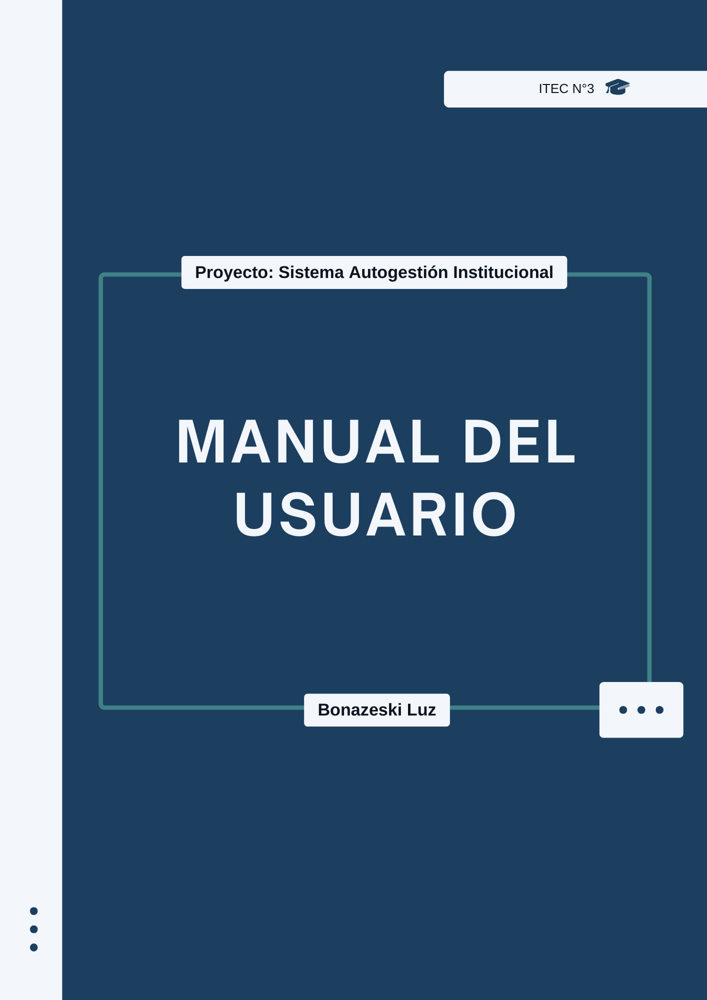 ITEC N°3
Proyecto: Sistema Autogestión Institucional
MANUAL DEL
USUARIO
Bonazeski Luz